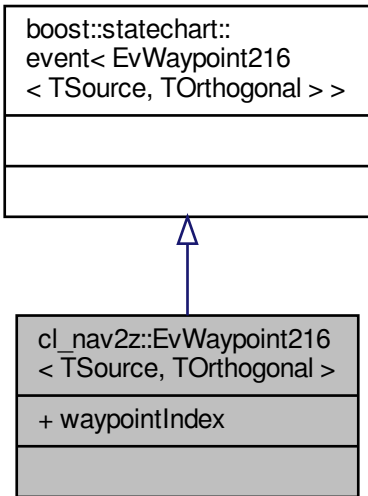 boost::statechart::
event< EvWaypoint216
< TSource, TOrthogonal > >
cl_nav2z::EvWaypoint216
< TSource, TOrthogonal >
+ waypointIndex